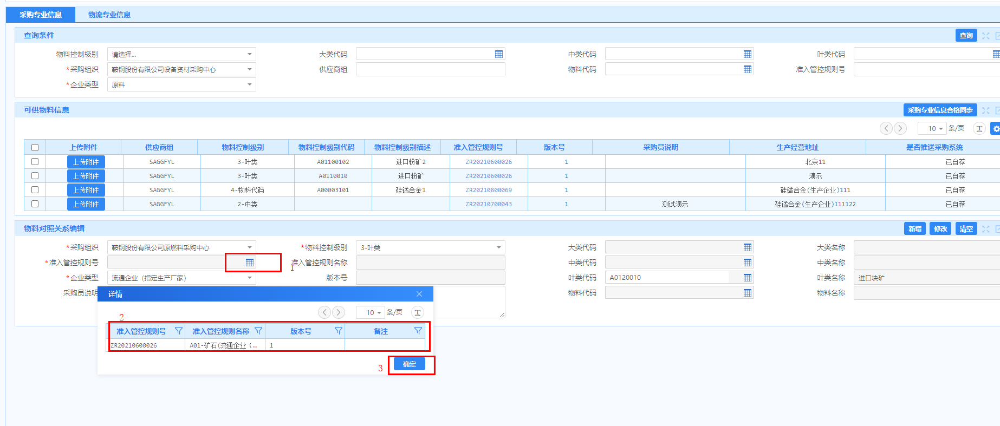 采购专业信息 物流专业信息
查询条件 查询
物料控制级别 请选择... 大类代码 中类代码 叶类代码
*采购组织 鞍钢股份有限公司设备资材采购中心 供应商组 物料代码 准入管控规则号
*企业类型 原料
可供物料信息 采购专业信息合格同步
10 条/页
上传附件 供应商组 物料控制级别 物料控制级别代码 物料控制级别描述 准入管控规则号 版本号 采购员说明 生产经营地址 是否推送采购系统
上传附件 SAGGFYL 3-叶类 A01100102 进口粉矿2 ZR20210600026 1 北京11 已自荐
上传附件 SAGGFYL 3-叶类 A0110010 进口粉矿 ZR20210600026 1 演示 已自荐
上传附件 SAGGFYL 4-物料代码 A00003101 硅锰合金1 ZR20210800069 1 硅锰合金(生产企业)111 已自荐
上传附件 SAGGFYL 2-中类 ZR20210700043 1 测试演示 硅锰合金(生产企业)111122 已自荐
物料对照关系编辑 新增 修改 清空
*采购组织 鞍钢股份有限公司原燃料采购中心 *物料控制级别 3-叶类 大类代码 大类名称
*准入管控规则号 1 准入管控规则名称 中类代码 中类名称
*企业类型 流通企业（指定生产厂家） 版本号 叶类代码 A0120010 叶类名称 进口块矿
采购员说明 物料代码 物料名称
详情
10 条/页
2
准入管控规则号 准入管控规则名称 版本号 备注
ZR20210600026 A01-矿石(流通企业（... 1
3 确定